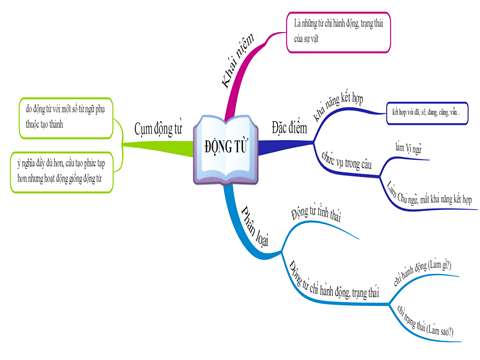 ĐỘNG TỪ
Khái niệm
Là những từ chỉ hành động, trạng thái
của sự vật
Đặc điểm
khả năng kết hợp
kết hợp với đã, sẽ, đang, cũng, vẫn...
chức vụ trong câu
làm Vị ngữ
Làm Chủ ngữ, mất khả năng kết hợp
Phân loại
Động từ tình thái
Động từ chỉ hành động, trạng thái
chỉ hành động (Làm gì?)
chỉ trạng thái (Làm sao?)
Cụm động từ
do động từ với một số từ ngữ phụ
thuộc tạo thành
ý nghĩa đầy đủ hơn, cấu tạo phức tạp
hơn nhưng hoạt động giống động từ